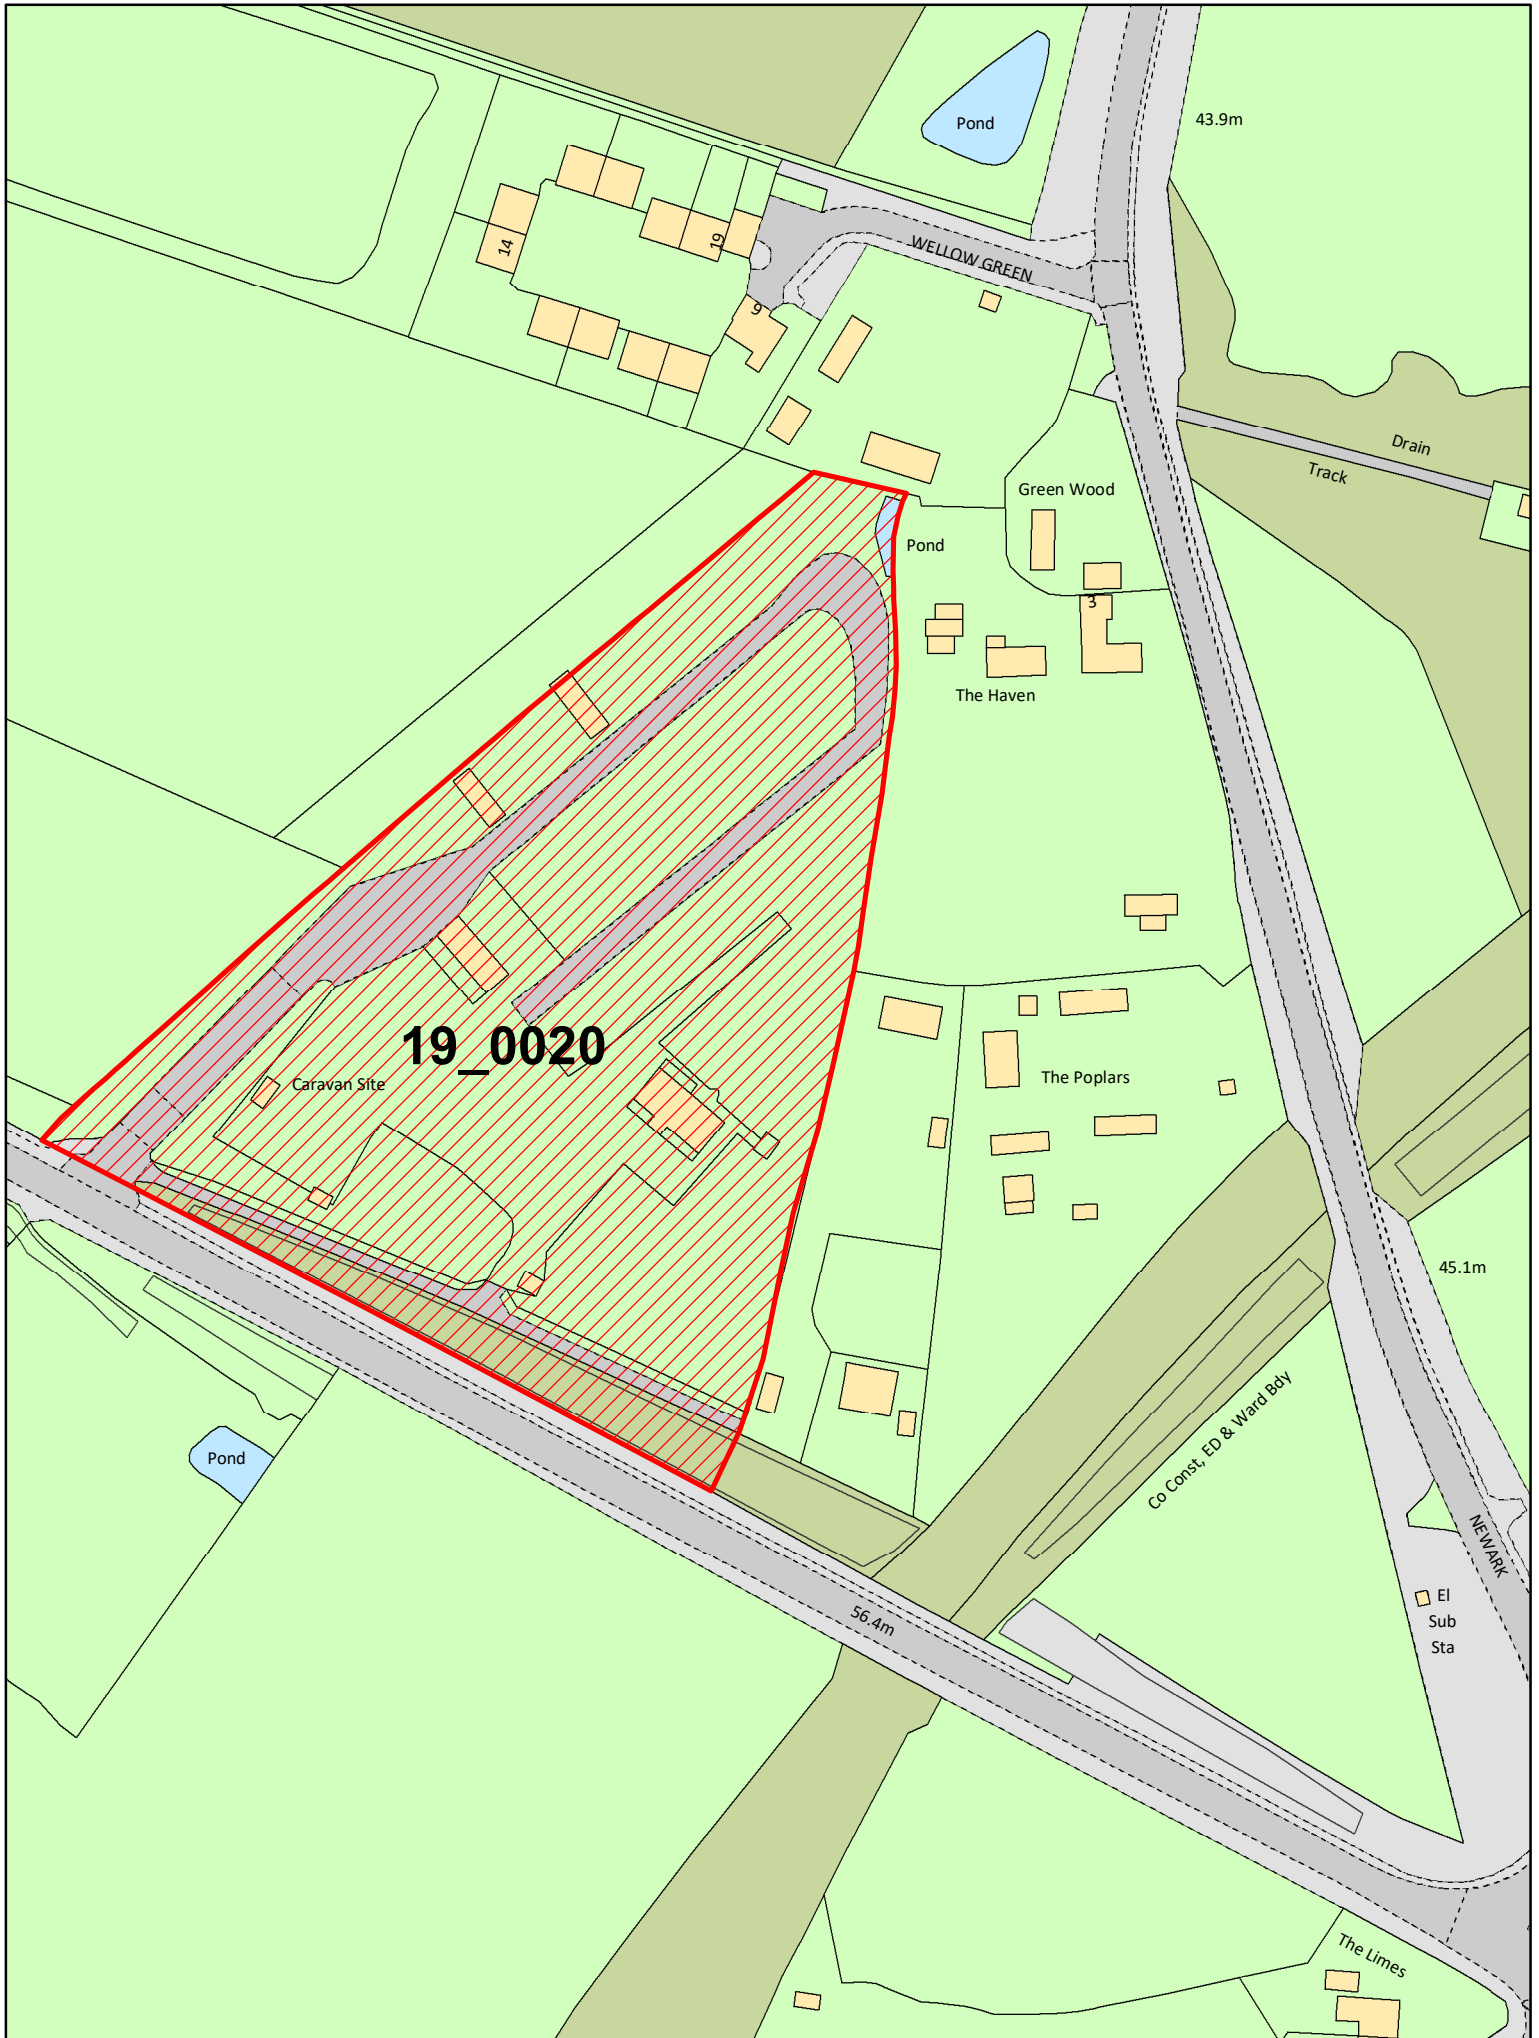 Pond
43.9m
WELLOW GREEN
14
19
9
Drain
Track
Green Wood
Pond
3
The Haven
19_0020
Caravan Site
The Poplars
45.1m
Co Const, ED & Ward Bdy
Pond
NEWARK
56.4m
El
Sub
Sta
The Limes